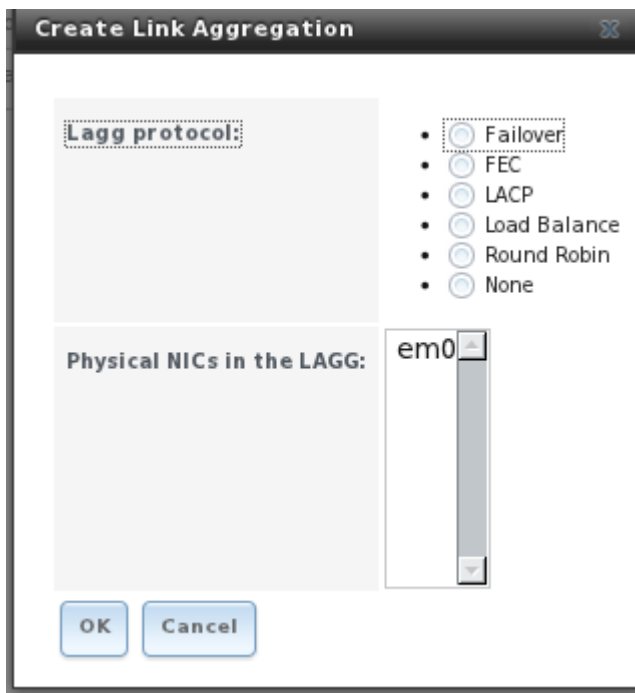 Create Link Aggregation
Lagg protocol:
Failover
FEC
LACP
Load Balance
Round Robin
None
Physical NICs in the LAGG:
em0
OK
Cancel